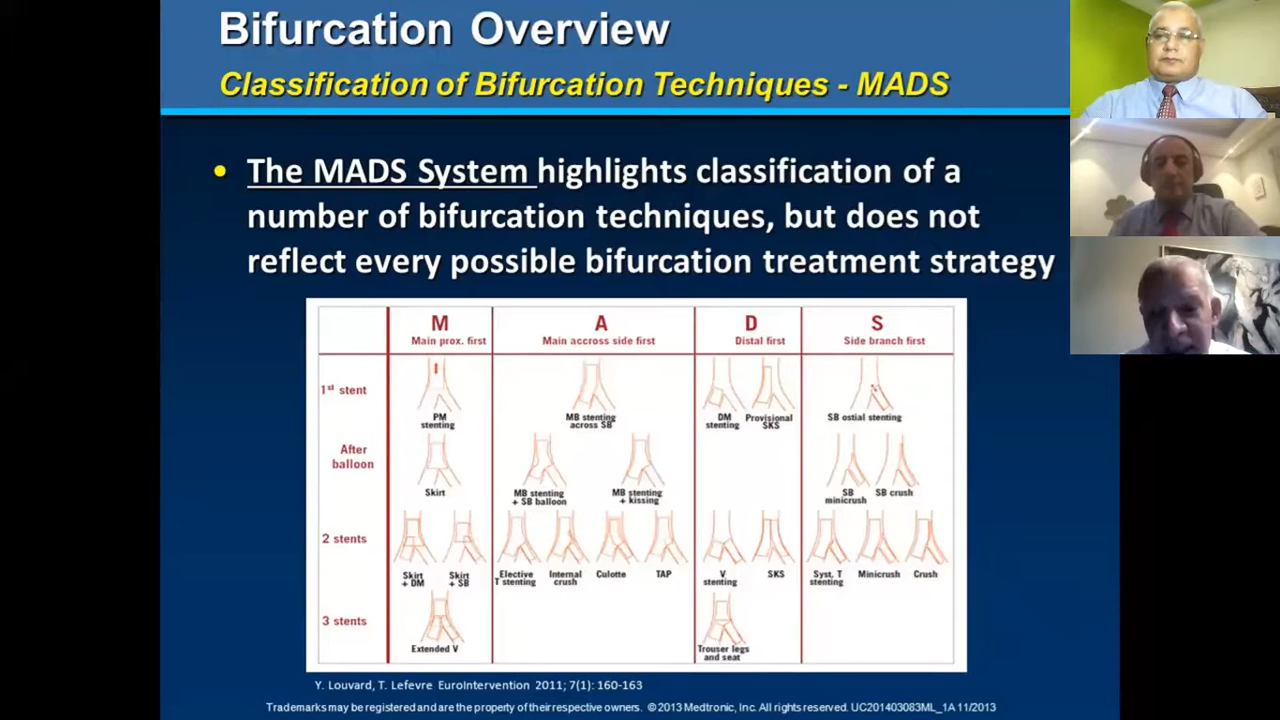 Bifurcation Overview
Classification of Bifurcation Techniques - MADS
• The MADS System highlights classification of a
number of bifurcation techniques, but does not
reflect every possible bifurcation treatment strategy
M A D S
Main prox. first Main accross side first Distal first Side branch first
1st stent
PM
stenting
MB stenting
across SB
DM
stenting
Provisional
SKS
SB ostial stenting
After
balloon
Skirt
MB stenting
+ SB balloon
MB stenting
+ kissing
SB
minicrush
SB crush
2 stents
Skirt
+ DM
Skirt
+ SB
Elective
T stenting
Internal
crush
Culotte
TAP
V
stenting
SKS
Syst. T
stenting
Minicrush
Crush
3 stents
Extended V
Trouser legs
and seat
Y. Louvard, T. Lefevre EuroIntervention 2011; 7(1): 160-163
Trademarks may be registered and are the property of their respective owners. © 2013 Medtronic, Inc. All rights reserved. UC201403083ML_1A 11/2013